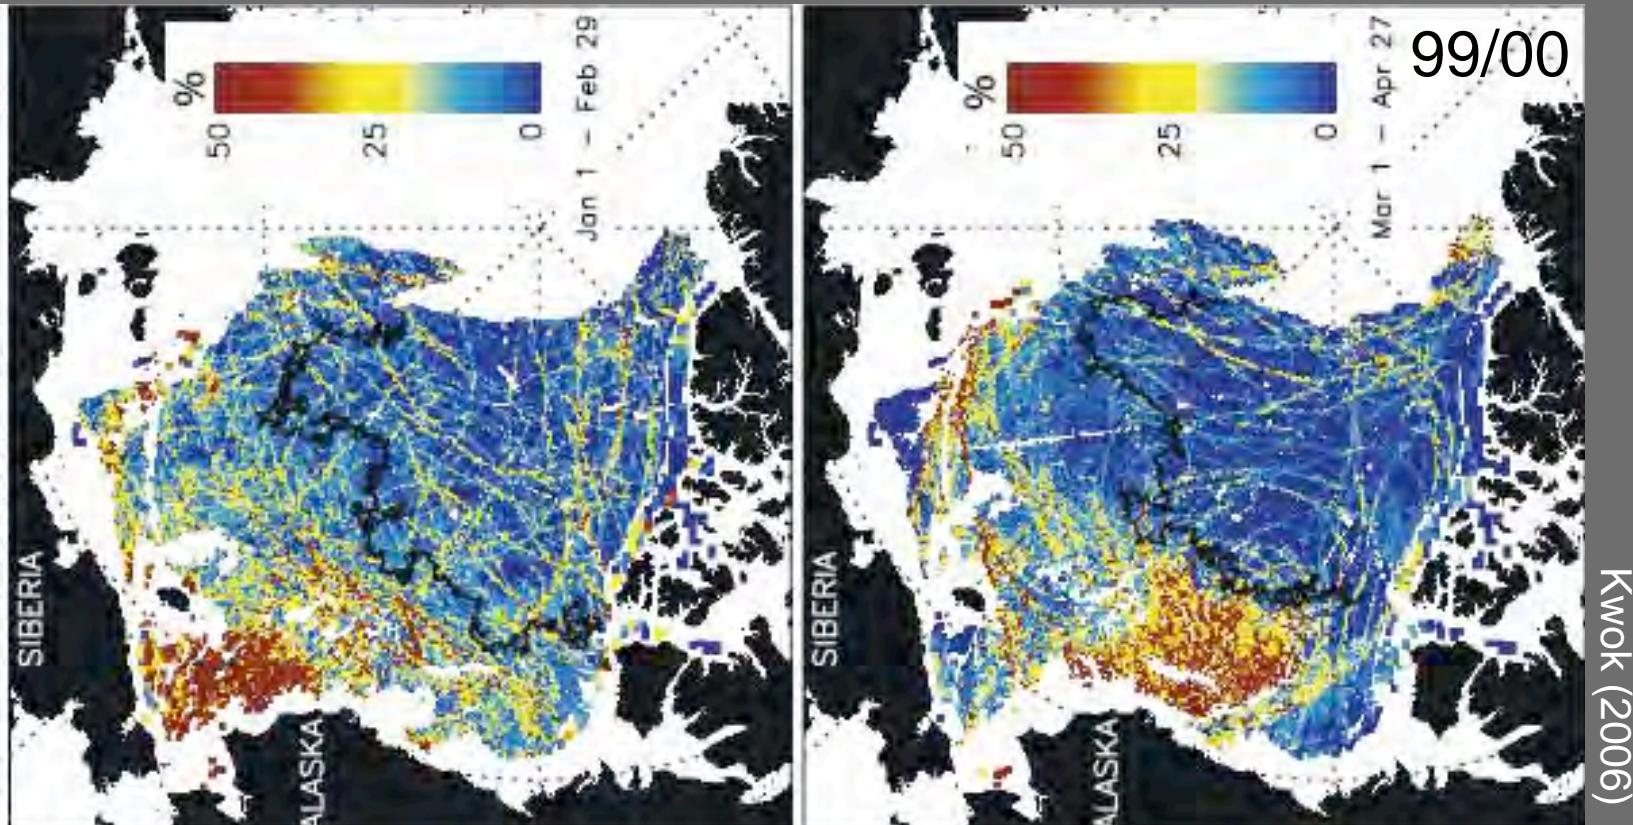 %
50
25
0
Jan 1 – Feb 29
SIBERIA
ALASKA
%
50
25
0
Mar 1 – Apr 27
SIBERIA
ALASKA
99/00
Kwok (2006)